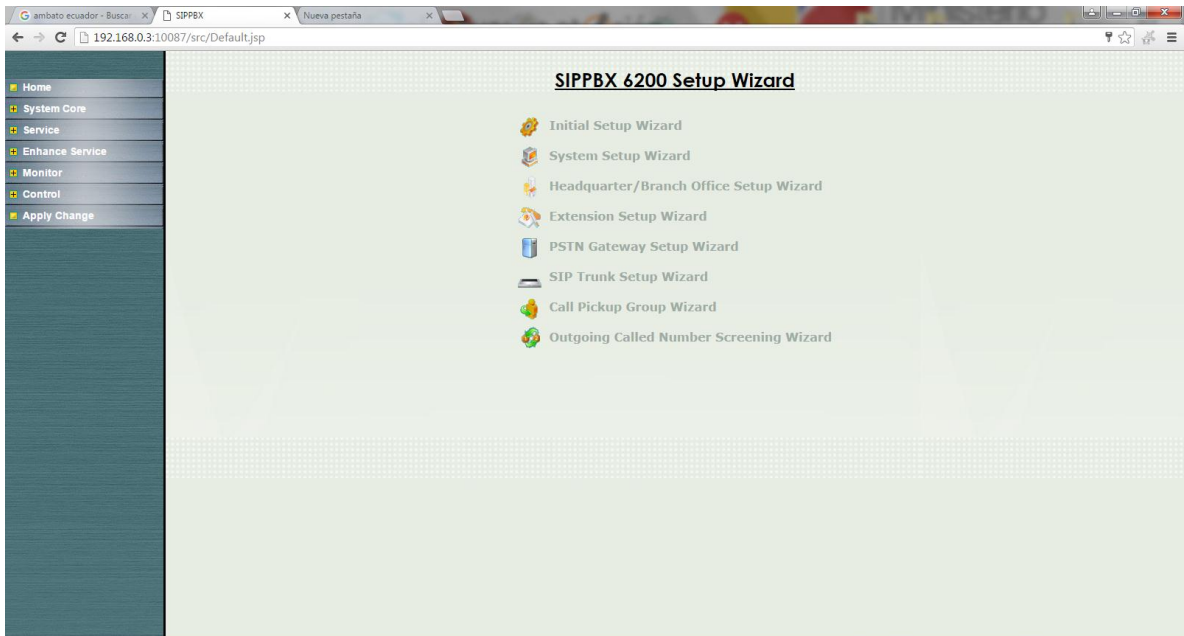 ambato ecuador - Buscar
SIPPBX
Nueva pestaña
192.168.0.3:10087/src/Default.jsp
Home
System Core
Service
Enhance Service
Monitor
Control
Apply Change
SIPPBX 6200 Setup Wizard
Initial Setup Wizard
System Setup Wizard
Headquarter/Branch Office Setup Wizard
Extension Setup Wizard
PSTN Gateway Setup Wizard
SIP Trunk Setup Wizard
Call Pickup Group Wizard
Outgoing Called Number Screening Wizard